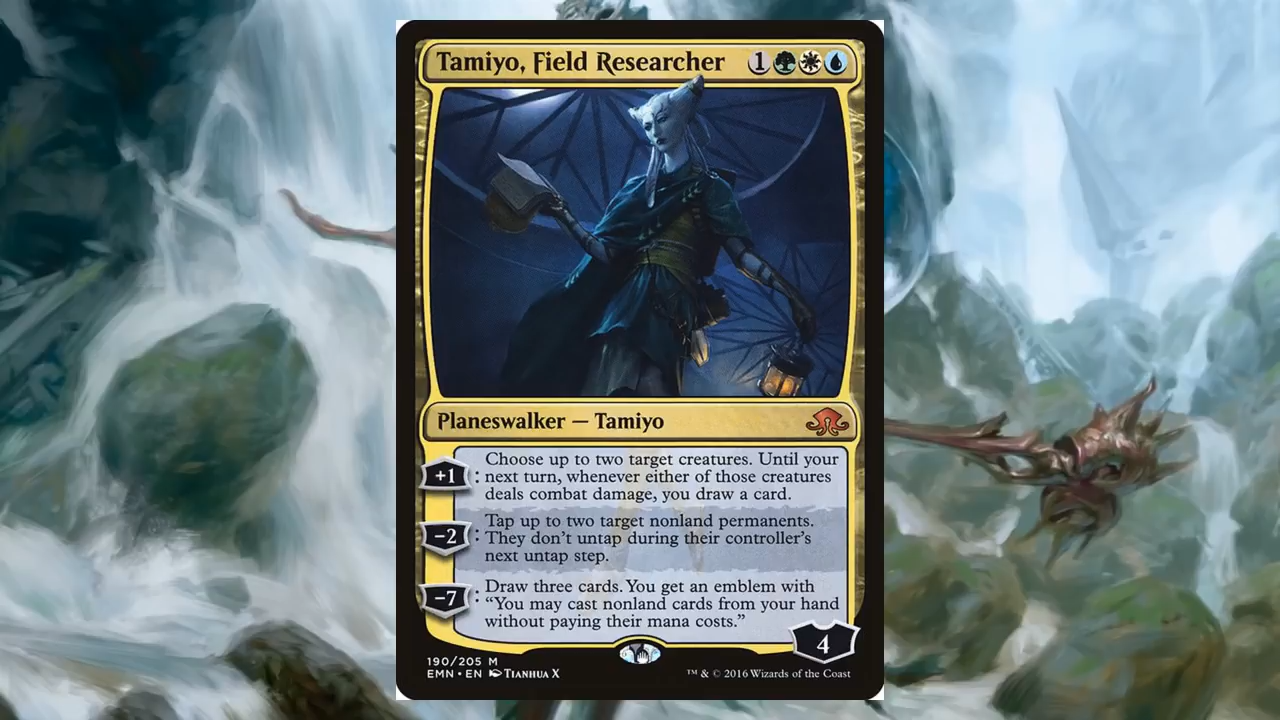 Tamiyo, Field Researcher 1
Planeswalker — Tamiyo
+1: Choose up to two target creatures. Until your
next turn, whenever either of those creatures
deals combat damage, you draw a card.
−2: Tap up to two target nonland permanents.
They don't untap during their controller's
next untap step.
−7: Draw three cards. You get an emblem with
“You may cast nonland cards from your hand
without paying their mana costs.”
4
190/205 M
EMN • EN Tianhua X
™ & © 2016 Wizards of the Coast